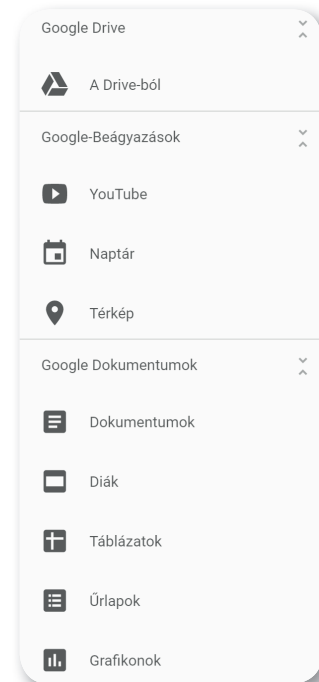 Google Drive
A Drive-ból
Google-Beágyazások
YouTube
Naptár
Térkép
Google Dokumentumok
Dokumentumok
Diák
Táblázatok
Űrlapok
Grafikonok